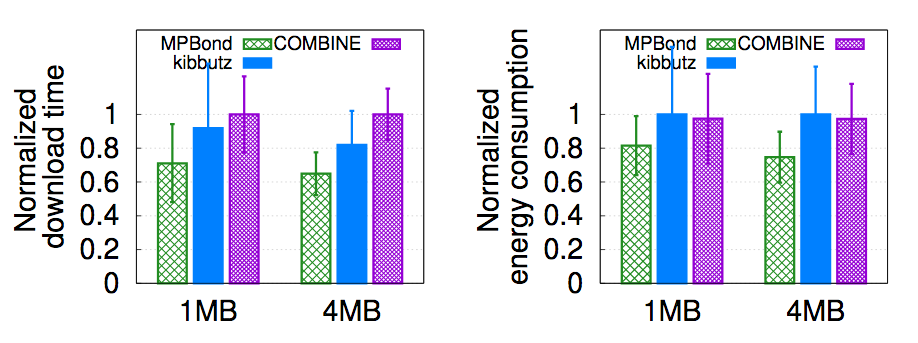 Normalized
download time
MPBond
COMBINE
kibbutz
1
0.8
0.6
0.4
0.2
0
1MB
4MB
Normalized
energy consumption
MPBond
COMBINE
kibbutz
1
0.8
0.6
0.4
0.2
0
1MB
4MB